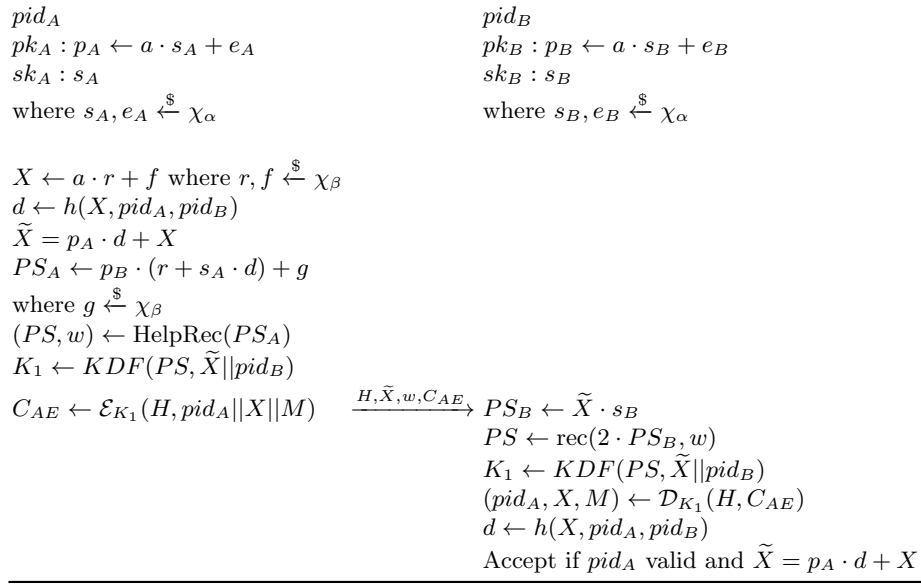 pid_A
pk_A : p_A ← a · s_A + e_A
sk_A : s_A
where s_A, e_A ←$ χ_α
pid_B
pk_B : p_B ← a · s_B + e_B
sk_B : s_B
where s_B, e_B ←$ χ_α
X ← a · r + f where r, f ←$ χ_β
d ← h(X, pid_A, pid_B)
X̃ = p_A · d + X
PS_A ← p_B · (r + s_A · d) + g
where g ←$ χ_β
(PS, w) ← HelpRec(PS_A)
K_1 ← KDF(PS, X̃||pid_B)
C_AE ← ℰ_{K_1}(H, pid_A||X||M)
H, X̃, w, C_AE
PS_B ← X̃ · s_B
PS ← rec(2 · PS_B, w)
K_1 ← KDF(PS, X̃||pid_B)
(pid_A, X, M) ← 𝒟_{K_1}(H, C_AE)
d ← h(X, pid_A, pid_B)
Accept if pid_A valid and X̃ = p_A · d + X